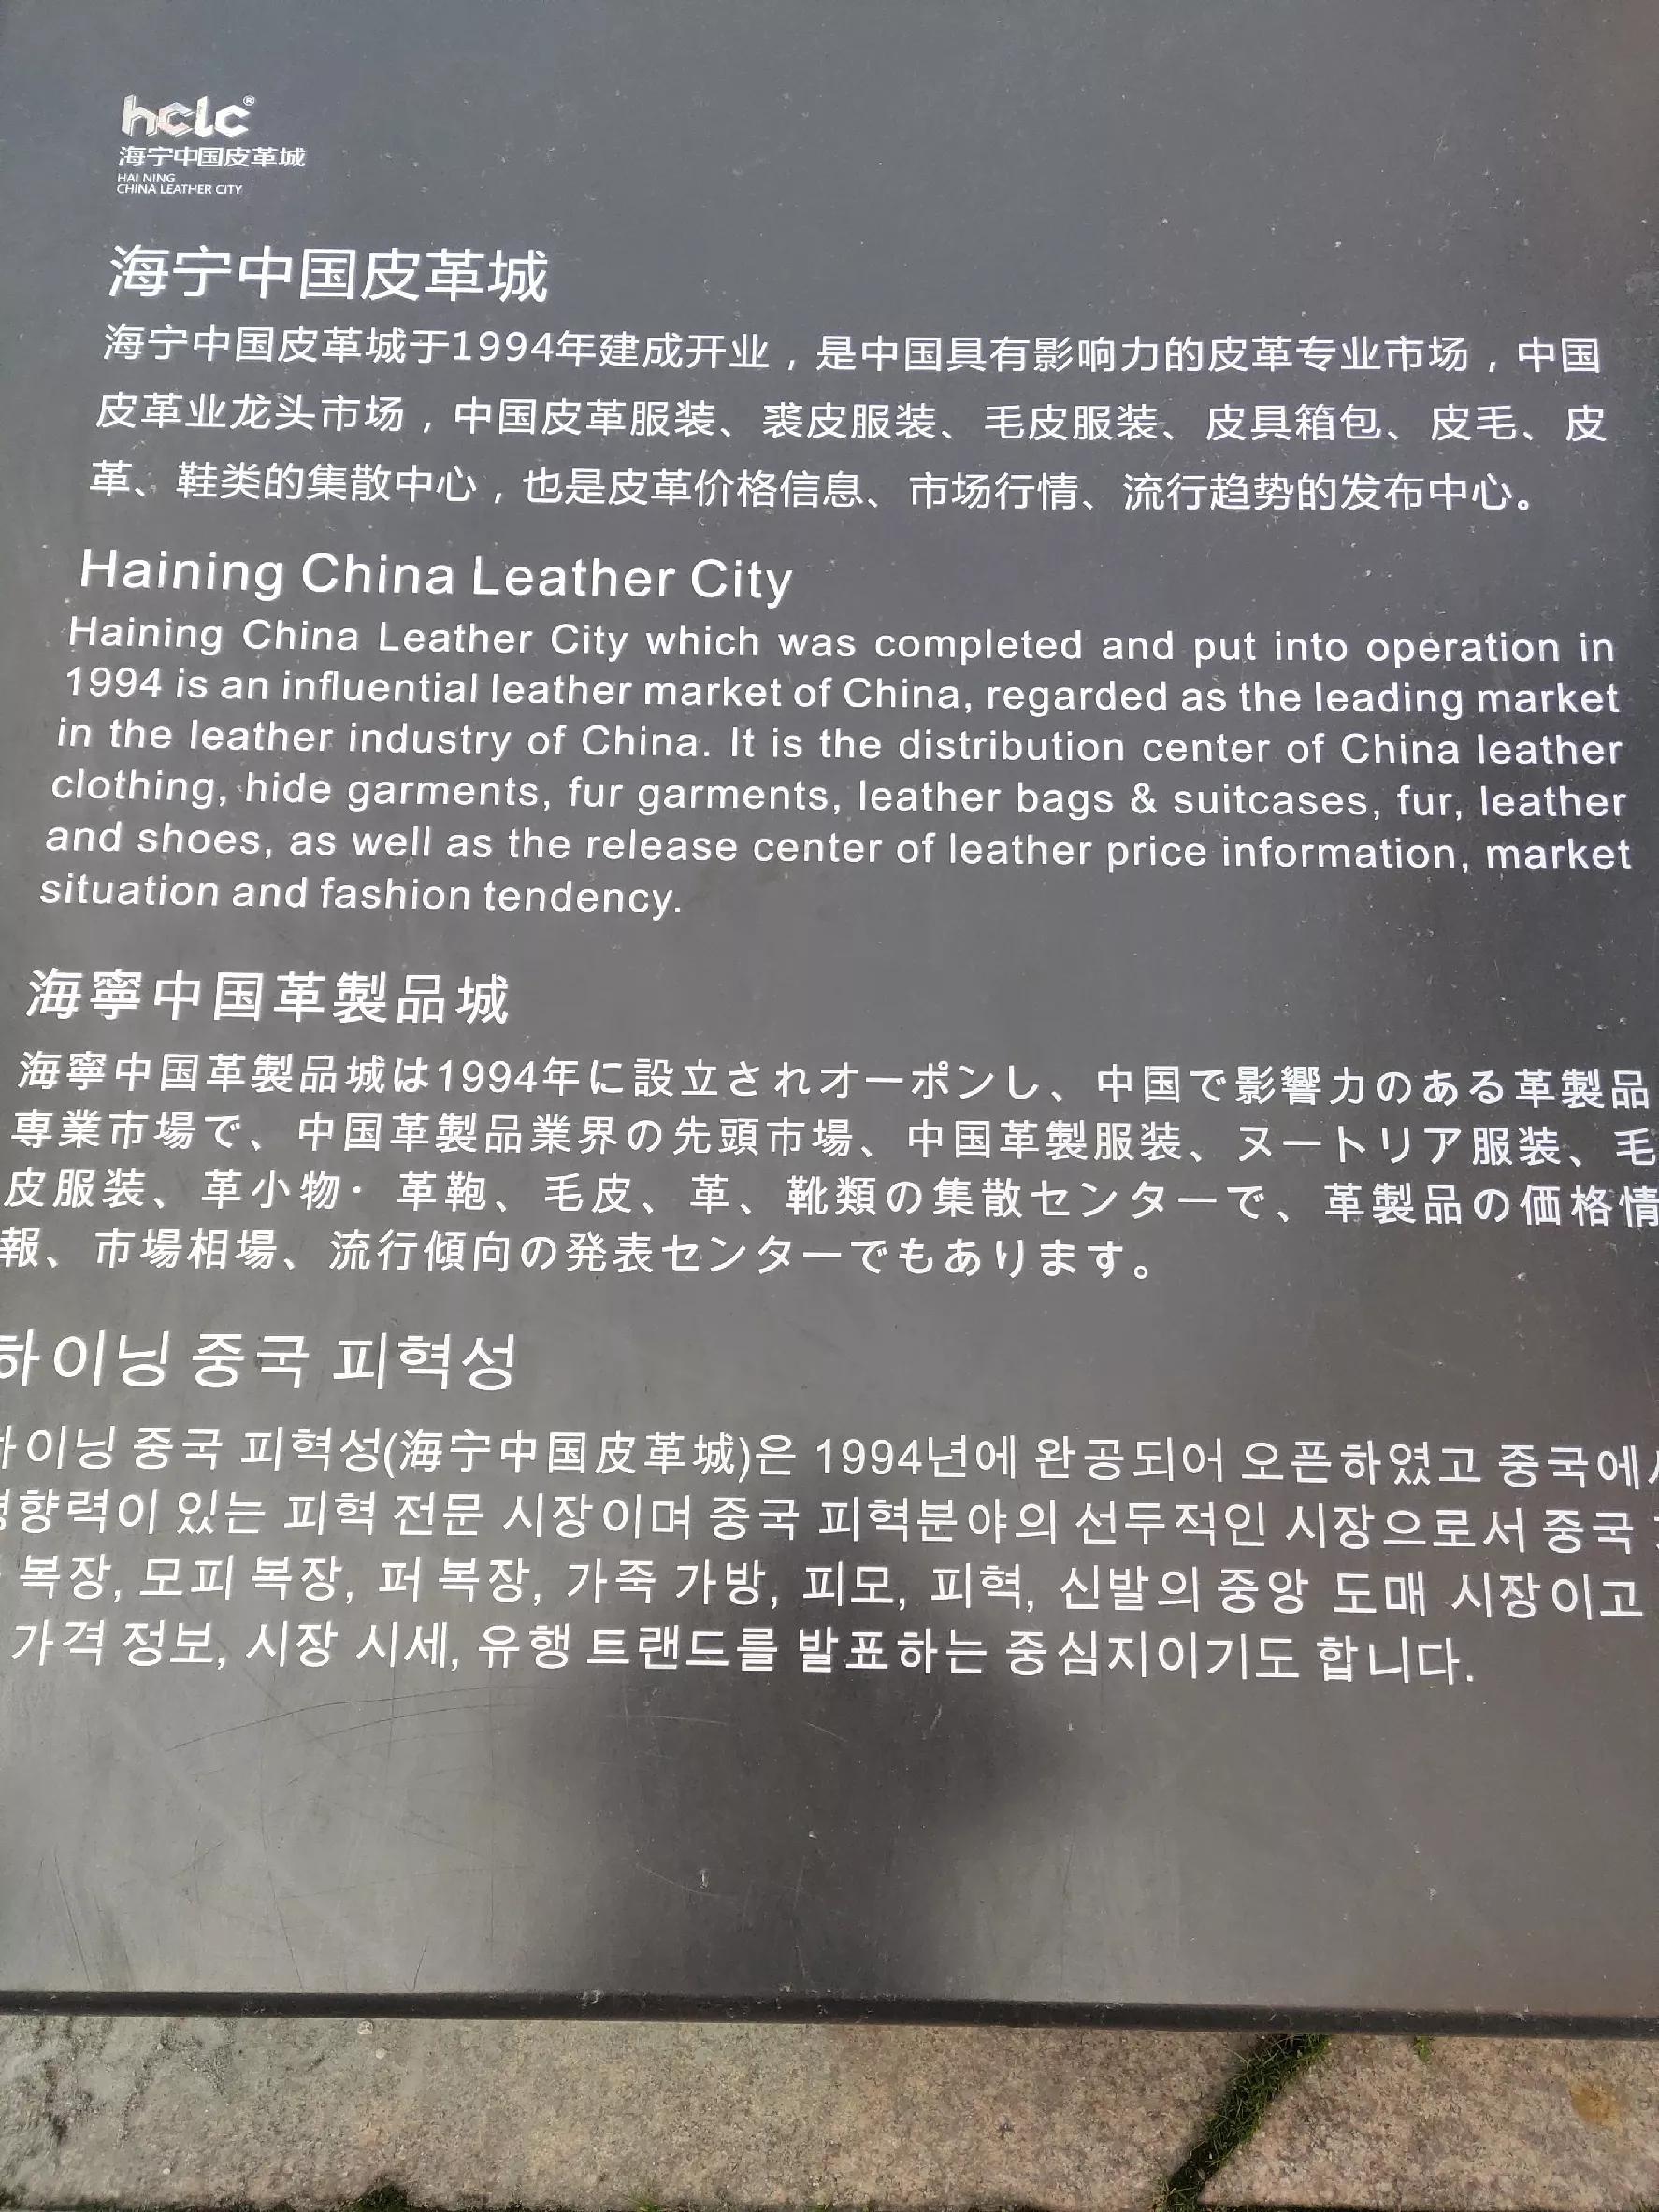 hclc®
海宁中国皮革城
HAI NING
CHINA LEATHER CITY
海宁中国皮革城
海宁中国皮革城于1994年建成开业，是中国具有影响力的皮革专业市场，中国
皮革业龙头市场，中国皮革服装、裘皮服装、毛皮服装、皮具箱包、皮毛、皮
革、鞋类的集散中心，也是皮革价格信息、市场行情、流行趋势的发布中心。
Haining China Leather City
Haining China Leather City which was completed and put into operation in
1994 is an influential leather market of China, regarded as the leading market
in the leather industry of China. It is the distribution center of China leather
clothing, hide garments, fur garments, leather bags & suitcases, fur, leather
and shoes, as well as the release center of leather price information, market
situation and fashion tendency.
海寧中国革製品城
海寧中国革製品城は1994年に設立されオーポンし、中国で影響力のある革製品
専業市場で、中国革製品業界の先頭市場、中国革製服装、ヌートリア服装、毛
皮服装、革小物·革鞄、毛皮、革、靴類の集散センターで、革製品の価格情
報、市場相場、流行傾向の発表センターでもあります。
하이닝 중국 피혁성
하이닝 중국 피혁성(海宁中国皮革城)은 1994년에 완공되어 오픈하였고 중국에서
영향력이 있는 피혁 전문 시장이며 중국 피혁분야의 선두적인 시장으로서 중국
복장, 모피 복장, 퍼 복장, 가죽 가방, 피모, 피혁, 신발의 중앙 도매 시장이고
가격 정보, 시장 시세, 유행 트랜드를 발표하는 중심지이기도 합니다.